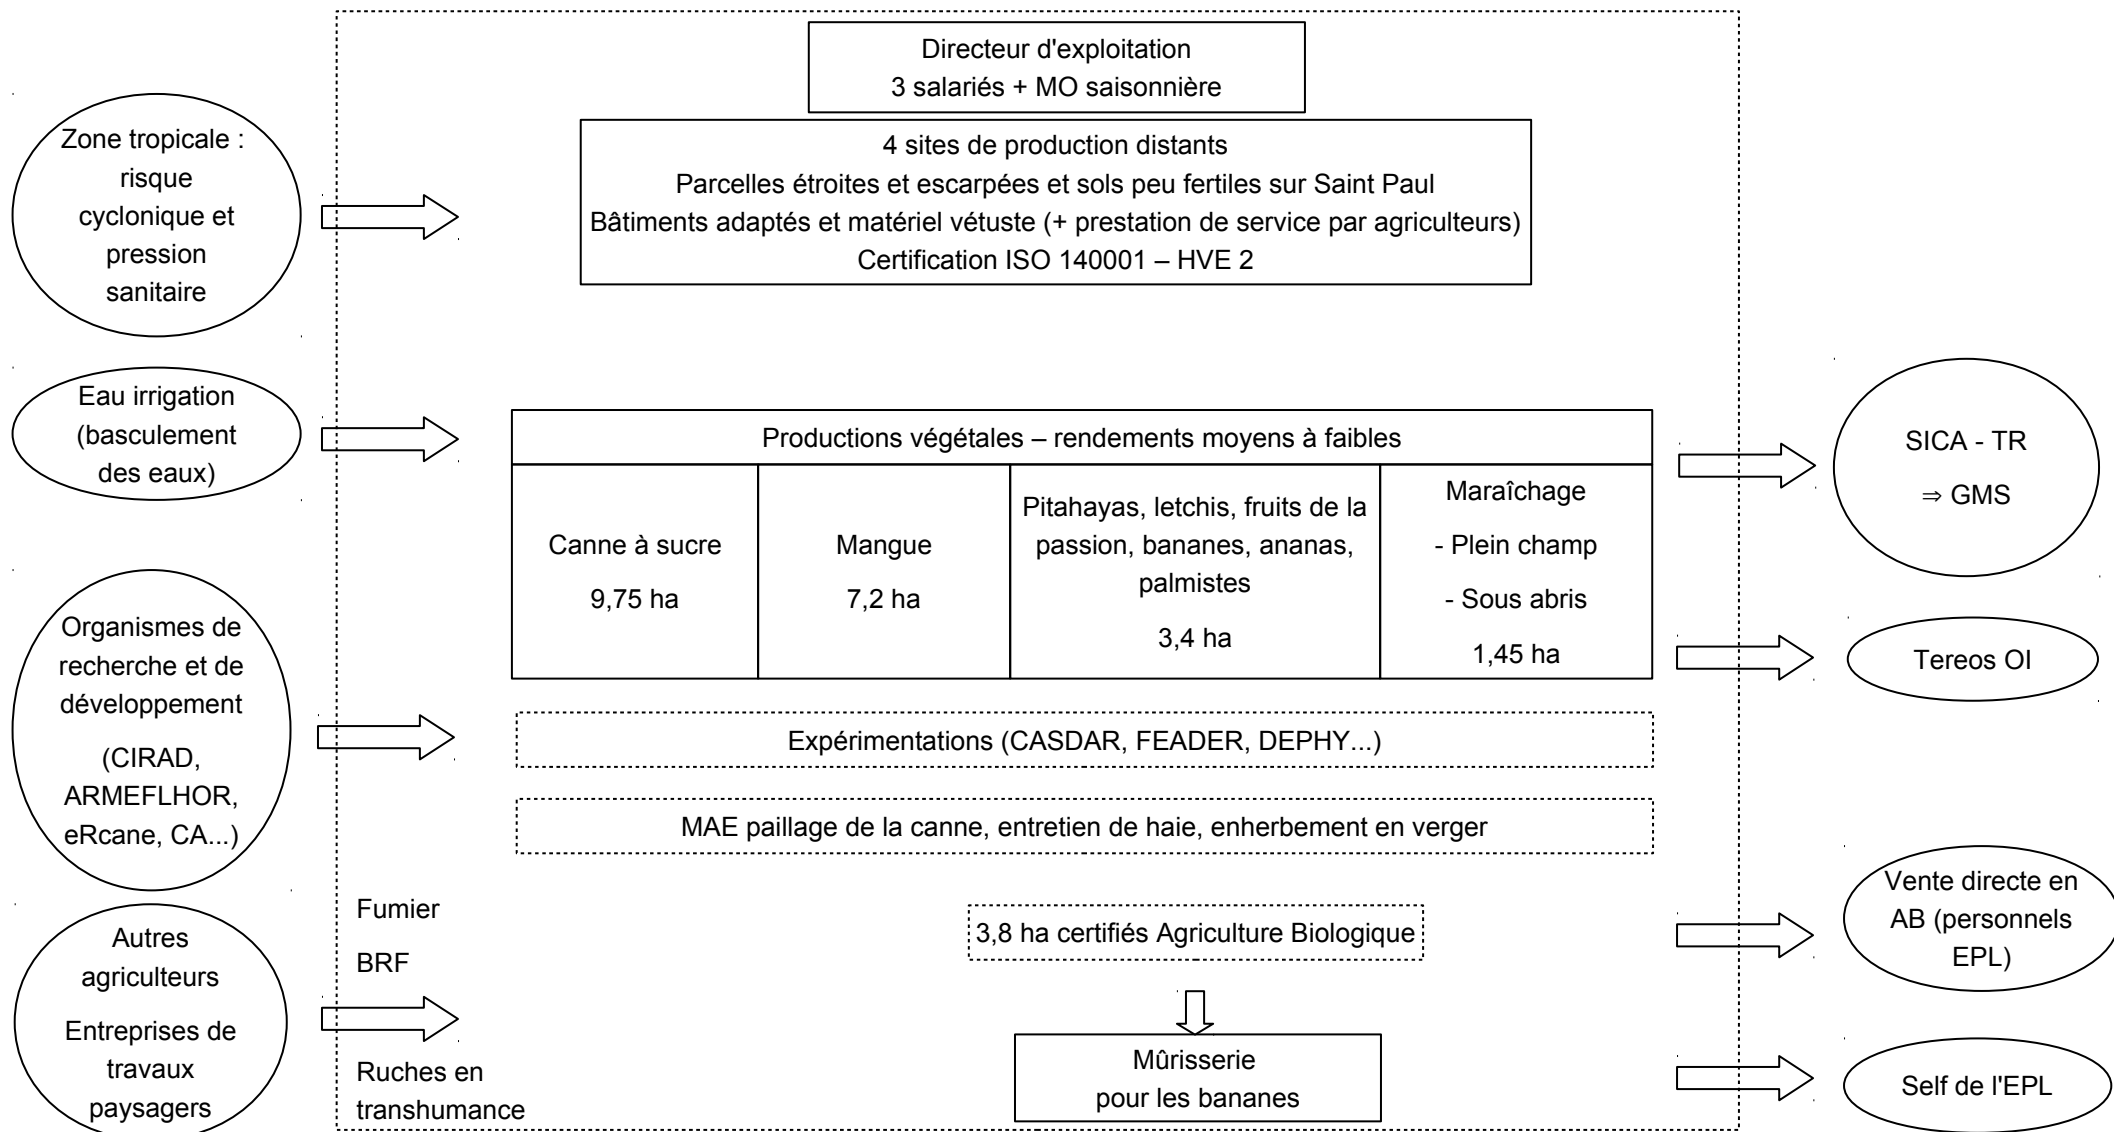 Directeur d'exploitation
3 salariés + MO saisonnière
4 sites de production distants
Parcelles étroites et escarpées et sols peu fertiles sur Saint Paul
Bâtiments adaptés et matériel vétuste (+ prestation de service par agriculteurs)
Certification ISO 140001 – HVE 2
Zone tropicale :
risque
cyclonique et
pression
sanitaire
Eau irrigation
(basculement
des eaux)
Organismes de
recherche et de
développement
(CIRAD,
ARMEFLHOR,
eRcane, CA...)
Autres
agriculteurs
Entreprises de
travaux
paysagers
Fumier
BRF
Ruches en
transhumance
Productions végétales – rendements moyens à faibles
Canne à sucre
9,75 ha
Mangue
7,2 ha
Pitahayas, letchis, fruits de la
passion, bananes, ananas,
palmistes
3,4 ha
Maraîchage
- Plein champ
- Sous abris
1,45 ha
Expérimentations (CASDAR, FEADER, DEPHY...)
MAE paillage de la canne, entretien de haie, enherbement en verger
3,8 ha certifiés Agriculture Biologique
Mûrisserie
pour les bananes
SICA - TR
⇒ GMS
Tereos OI
Vente directe en
AB (personnels
EPL)
Self de l'EPL